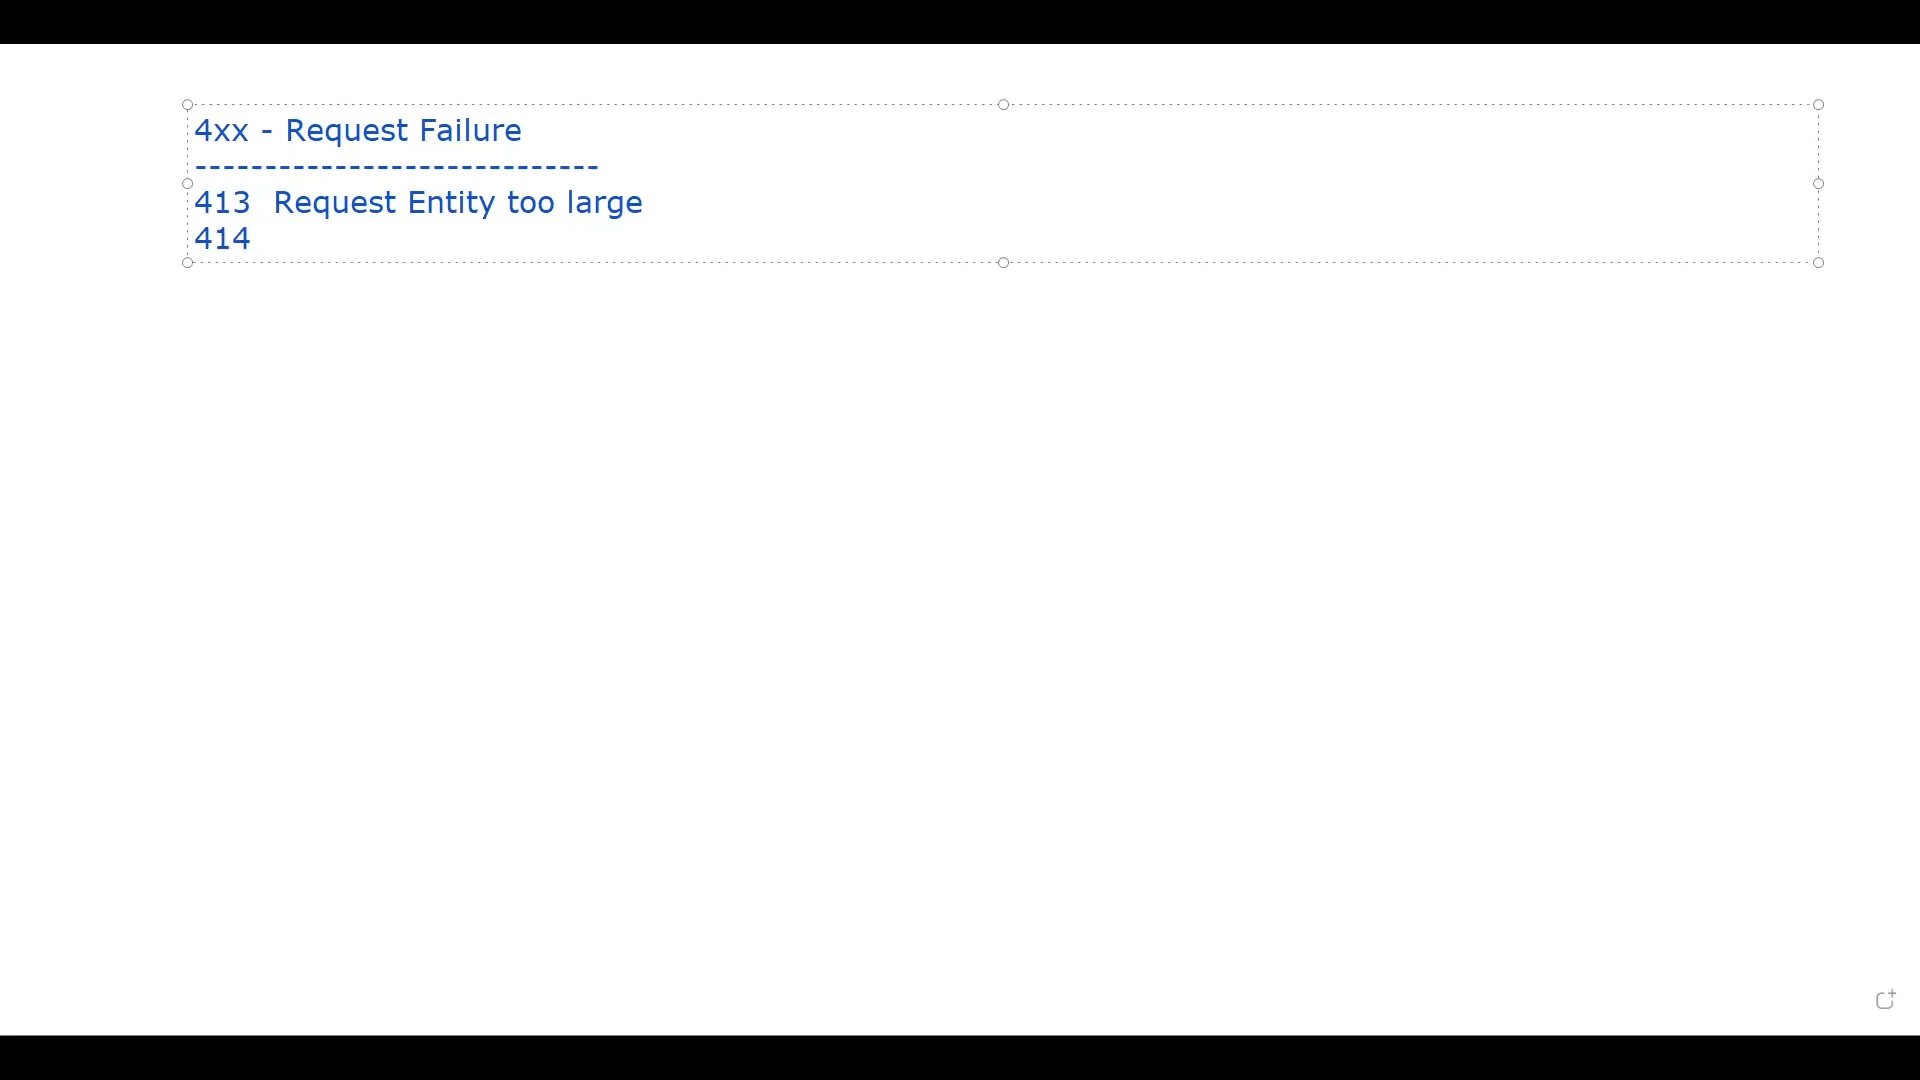 4xx - Request Failure
-----------------------------
413  Request Entity too large
414